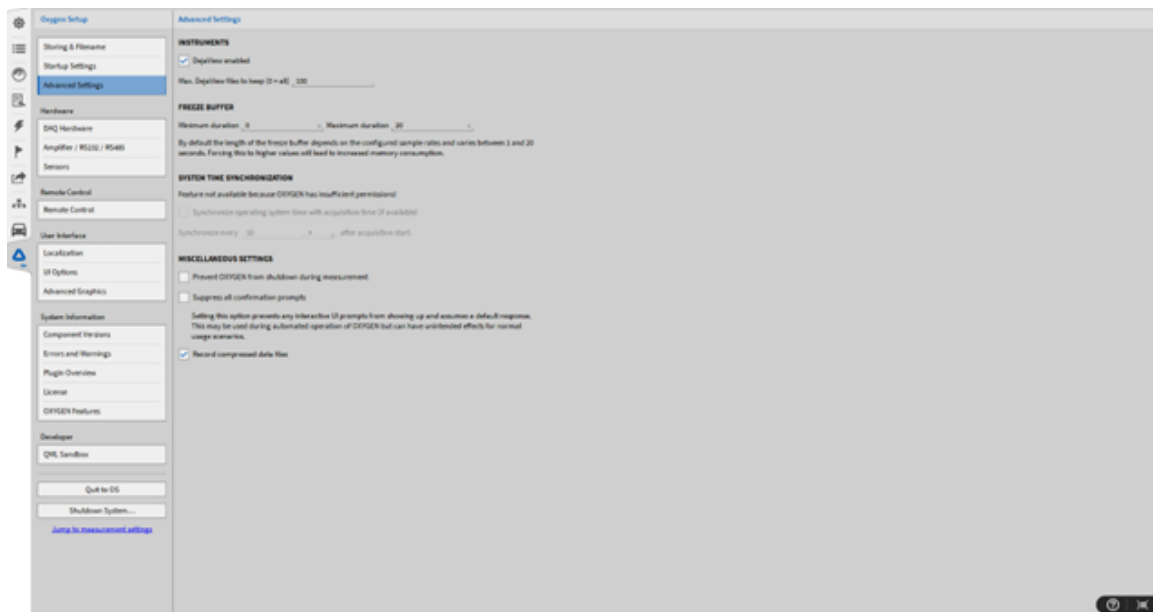 Oxygen Setup
Advanced Settings
Storing & Filename
Startup Settings
Advanced Settings
Hardware
DAQ Hardware
Amplifier / RS232 / RS485
Sensors
Remote Control
Remote Control
User Interface
Localization
UI Options
Advanced Graphics
System Information
Component Versions
Errors and Warnings
Plugin Overview
License
OXYGEN Features
Developer
QML Sandbox
Quit to OS
Shutdown System...
Jump to measurement settings
INSTRUMENTS
DejaView enabled
Max. DejaView files to keep (0 = all) 100
FREEZE BUFFER
Minimum duration 0 s Maximum duration 20 s
By default the length of the freeze buffer depends on the configured sample rates and varies between 1 and 20
seconds. Forcing this to higher values will lead to increased memory consumption.
SYSTEM TIME SYNCHRONIZATION
Feature not available because OXYGEN has insufficient permissions!
Synchronize operating system time with acquisition time (if available)
Synchronize every 10 s after acquisition start.
MISCELLANEOUS SETTINGS
Prevent OXYGEN from shutdown during measurement
Suppress all confirmation prompts
Setting this option prevents any interactive UI prompts from showing up and assumes a default response.
This may be used during automated operation of OXYGEN but can have unintended effects for normal
usage scenarios.
Record compressed data files